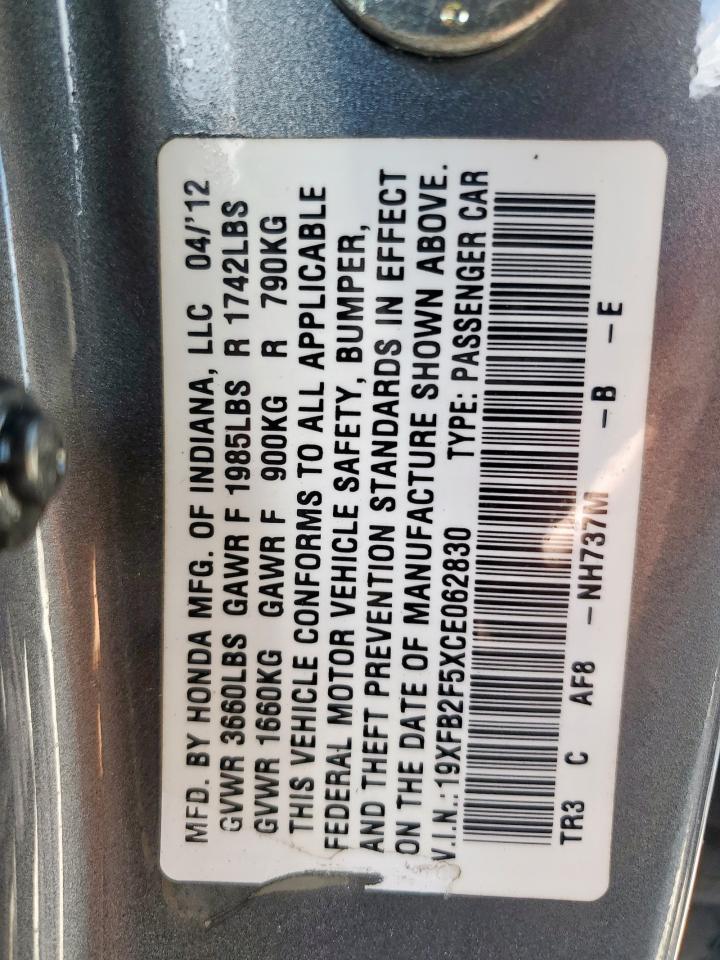 MFD. BY HONDA MFG. OF INDIANA, LLC 04/'12
GVWR 3660LBS GAWR F 1985LBS R 1742LBS
GVWR 1660KG GAWR F 900KG R 790KG
THIS VEHICLE CONFORMS TO ALL APPLICABLE
FEDERAL MOTOR VEHICLE SAFETY, BUMPER,
AND THEFT PREVENTION STANDARDS IN EFFECT
ON THE DATE OF MANUFACTURE SHOWN ABOVE.
V.I.N.: 19XFB2F5XCE062830 TYPE: PASSENGER CAR
TR3 C AF8 -NH737M -B -E